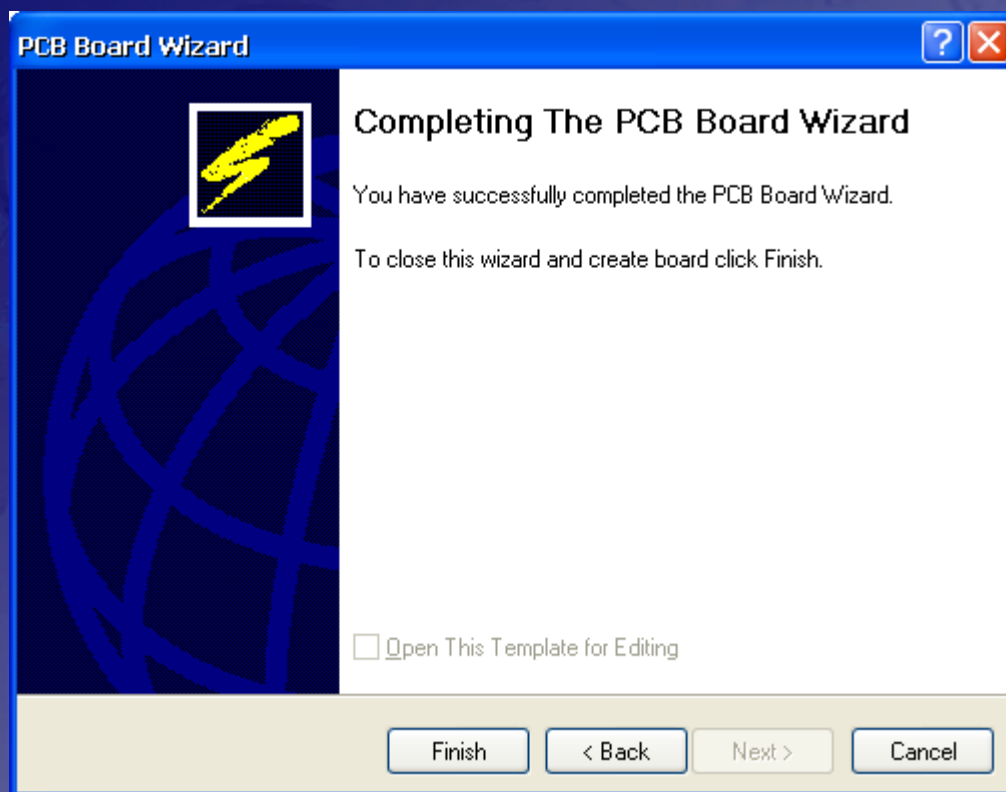 PCB Board Wizard
?
Completing The PCB Board Wizard
You have successfully completed the PCB Board Wizard.
To close this wizard and create board click Finish.
Open This Template for Editing
Finish
< Back
Next >
Cancel